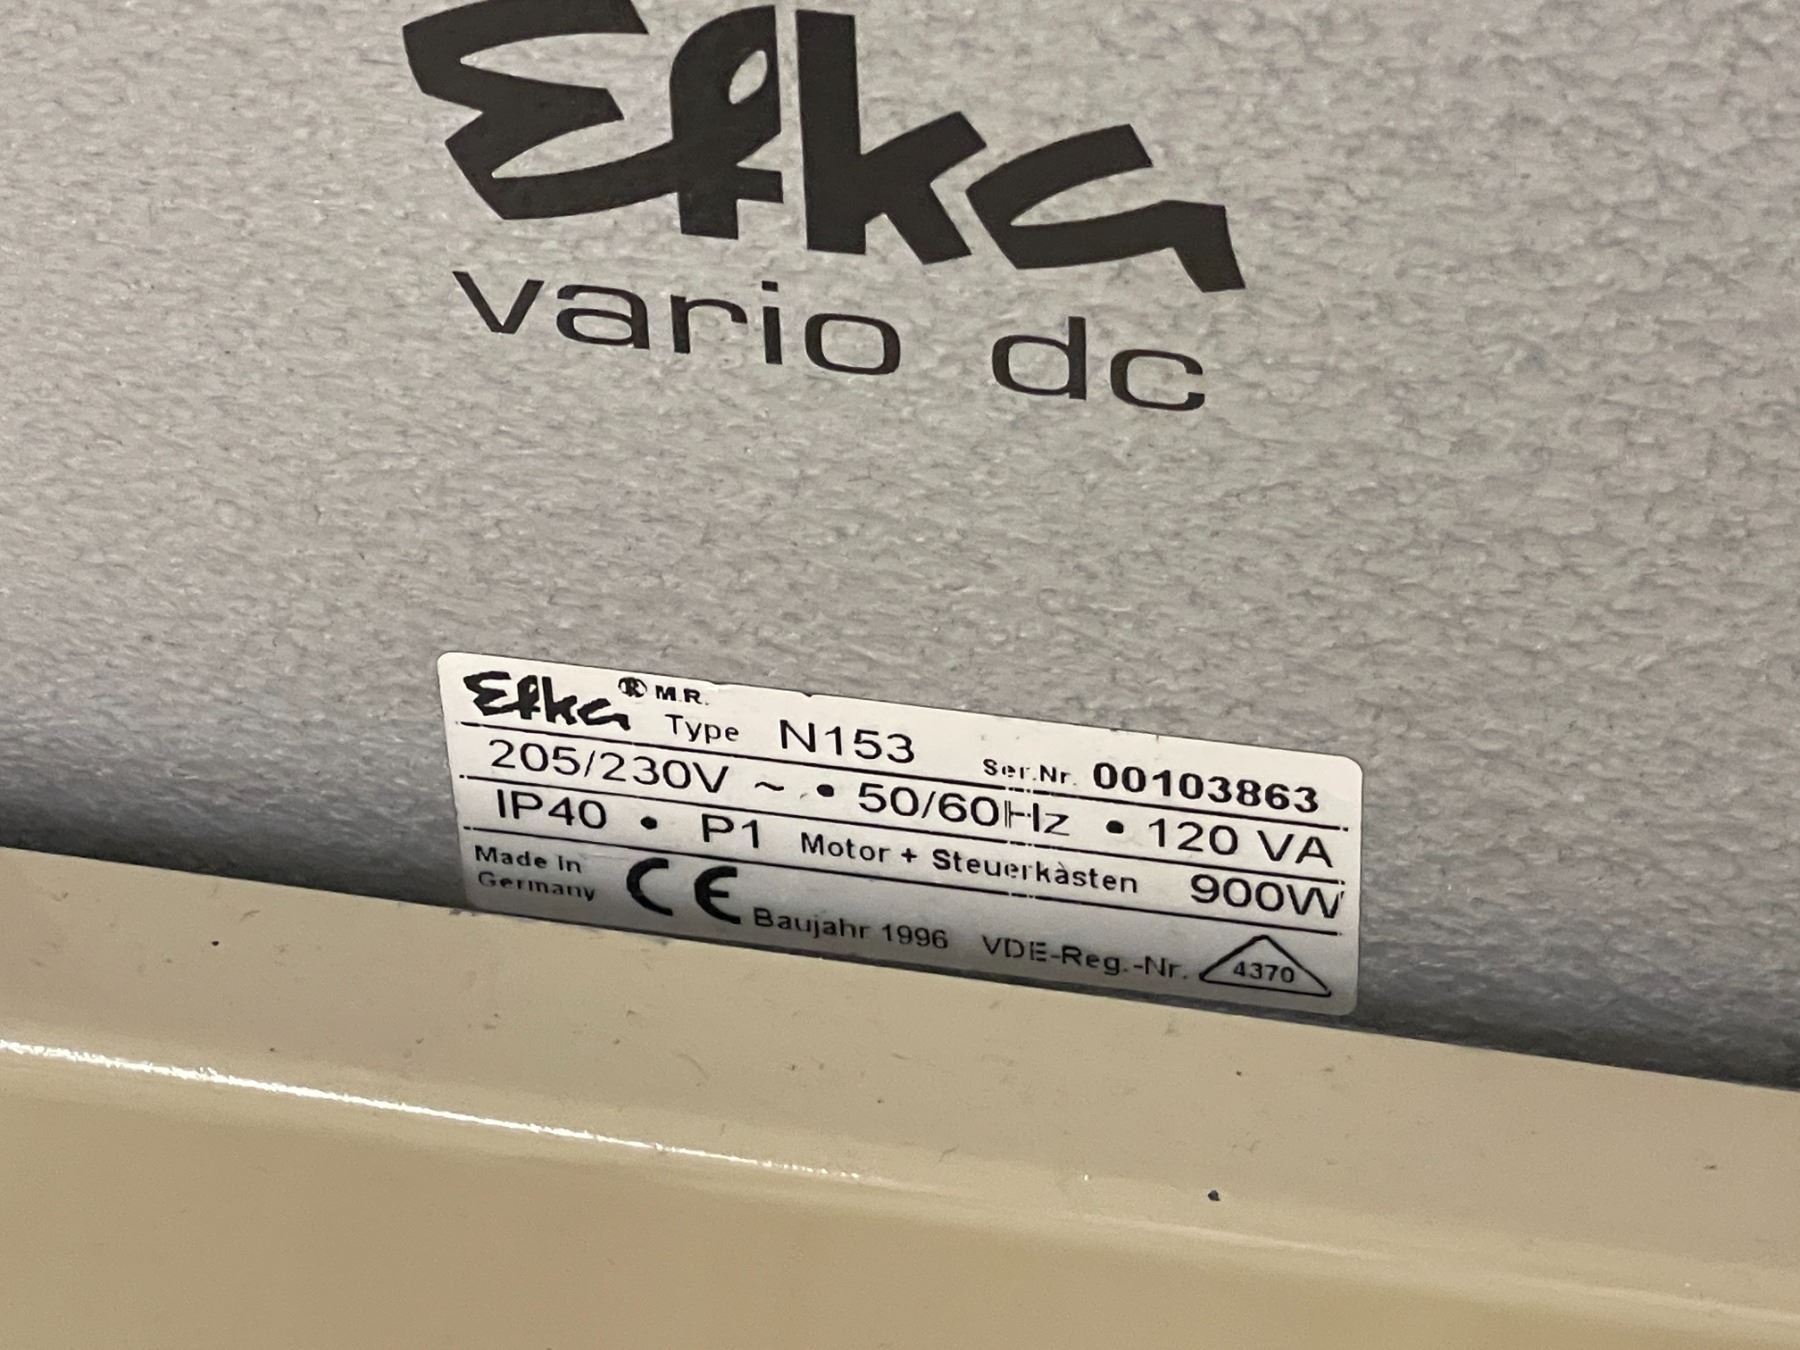 Efka
vario dc
Efka ® M.R. Type N153 Ser.Nr. 00103863
205/230V ~ • 50/60Hz • 120 VA
IP40 • P1 Motor + Steuerkästen 900W
Made In
Germany CE Baujahr 1996 VDE-Reg.-Nr. 4370